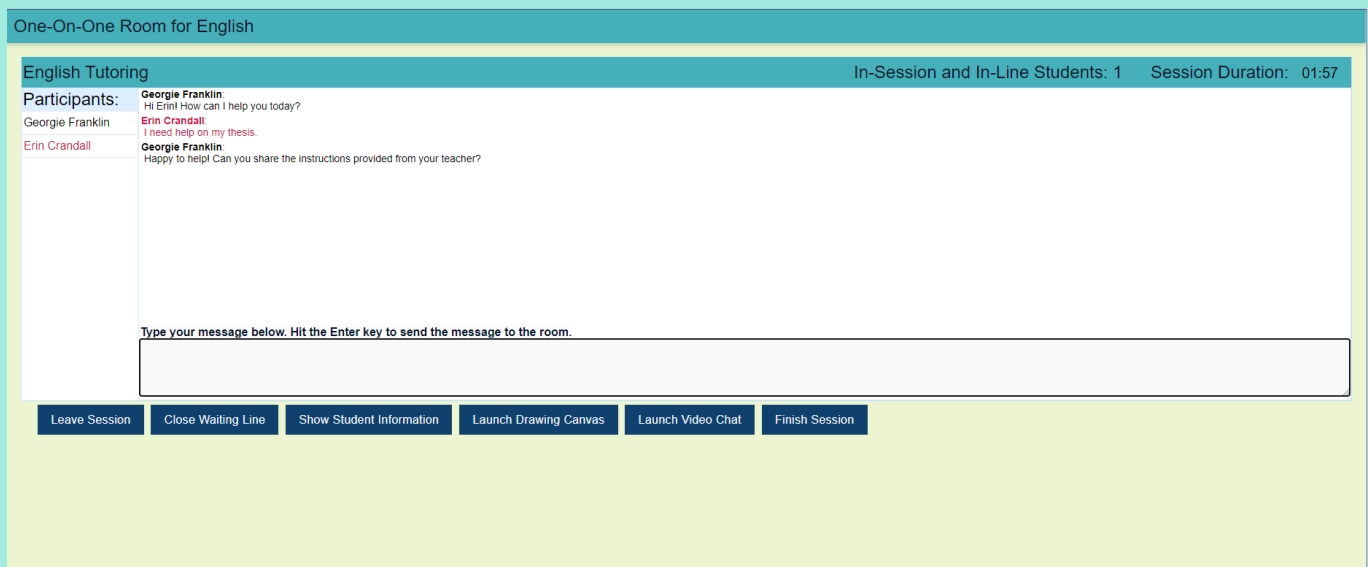 One-On-One Room for English
English Tutoring
In-Session and In-Line Students: 1
Session Duration: 01:57
Participants:
Georgie Franklin
Erin Crandall
Georgie Franklin:
Hi Erin! How can I help you today?
Erin Crandall:
I need help on my thesis.
Georgie Franklin:
Happy to help! Can you share the instructions provided from your teacher?
Type your message below. Hit the Enter key to send the message to the room.
Leave Session
Close Waiting Line
Show Student Information
Launch Drawing Canvas
Launch Video Chat
Finish Session